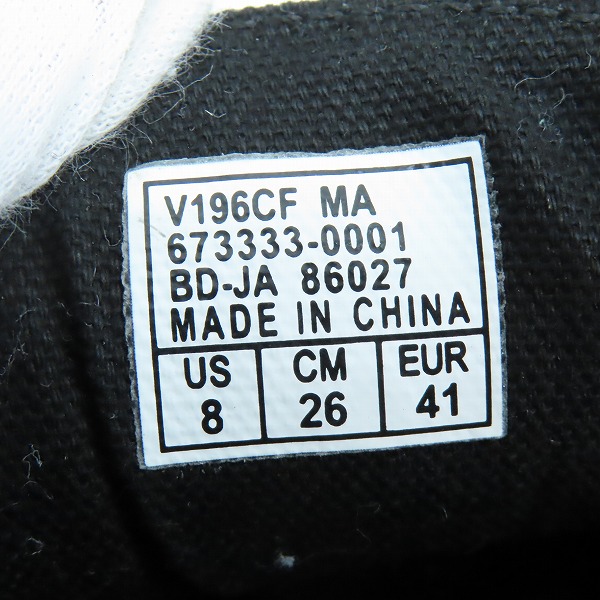 V196CF MA
673333-0001
BD-JA 86027
MADE IN CHINA
US CM EUR
8 26 41